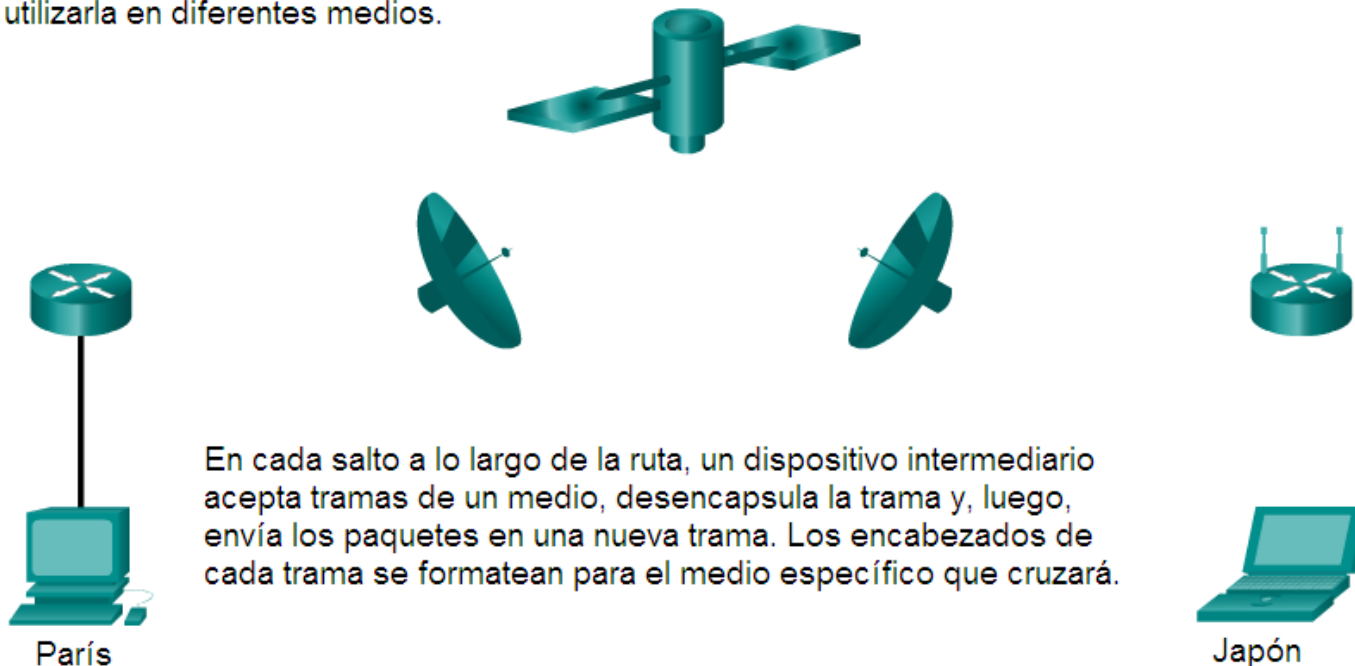 utilizarla en diferentes medios.
En cada salto a lo largo de la ruta, un dispositivo intermediario
acepta tramas de un medio, desencapsula la trama y, luego,
envía los paquetes en una nueva trama. Los encabezados de
cada trama se formatean para el medio específico que cruzará.
París
Japón